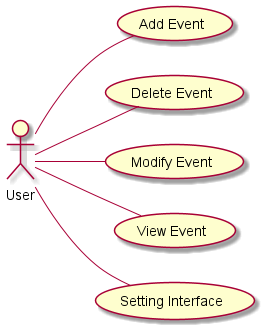 Add Event
Delete Event
Modify Event
User
View Event
Setting Interface